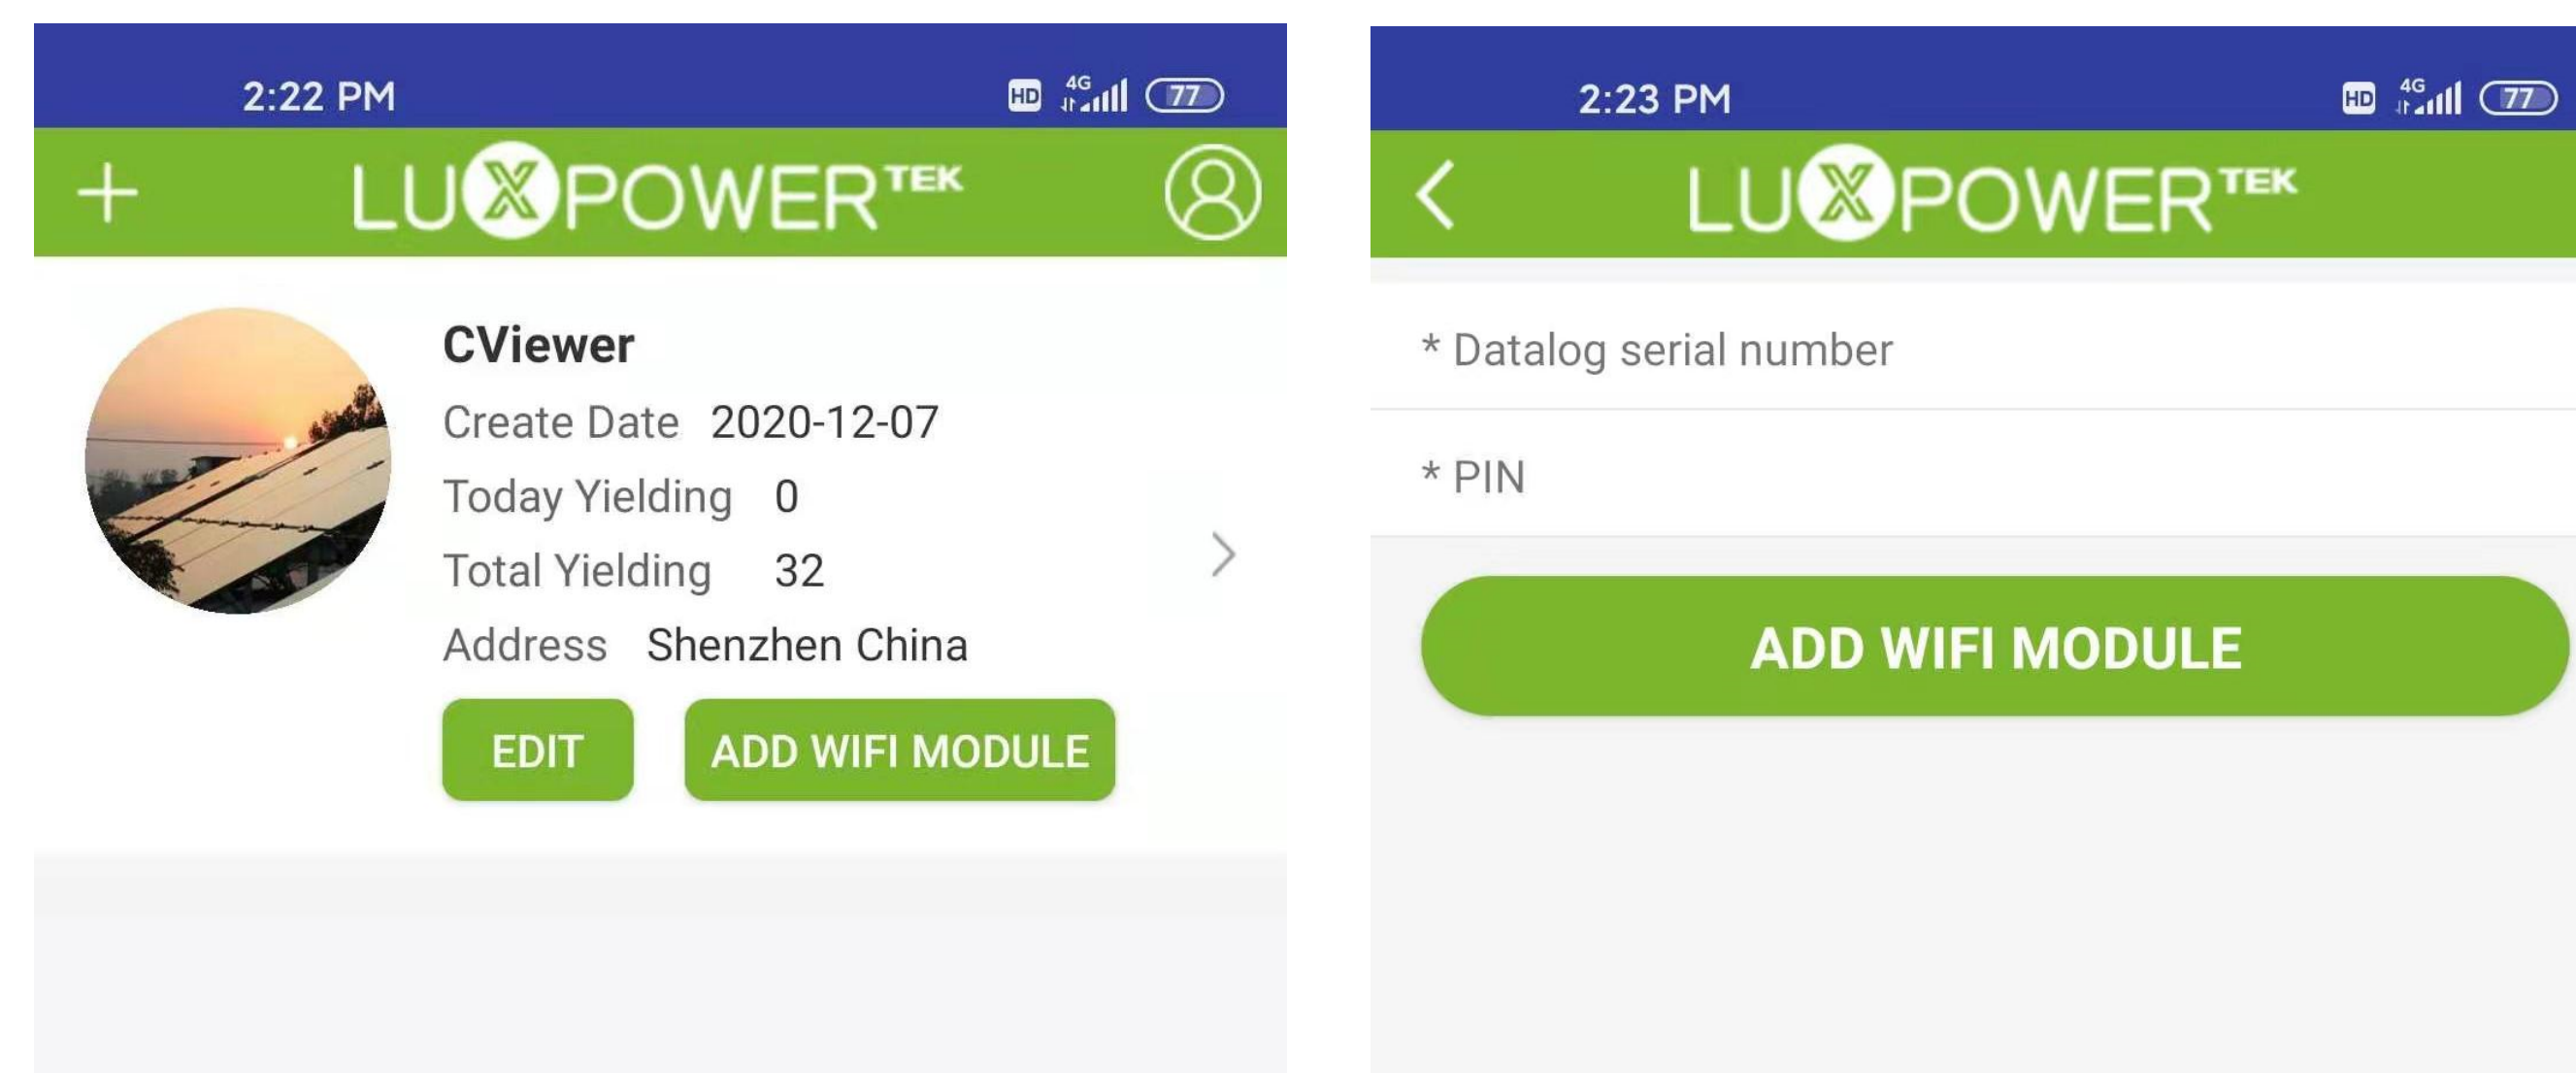 2:22 PM HD 4G 77
LUXPOWERTEK
CViewer
Create Date 2020-12-07
Today Yielding 0
Total Yielding 32
Address Shenzhen China
EDIT ADD WIFI MODULE
2:23 PM HD 4G 77
LUXPOWERTEK
* Datalog serial number
* PIN
ADD WIFI MODULE